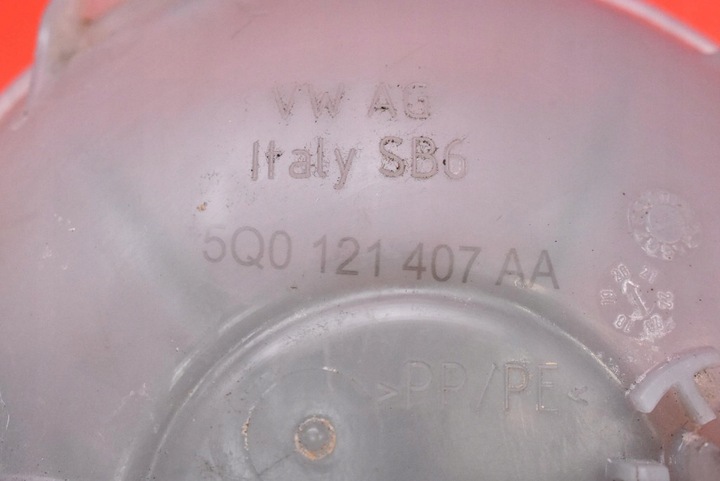 VW AG
Italy SB6
5Q0 121 407 AA
>PP/PE<